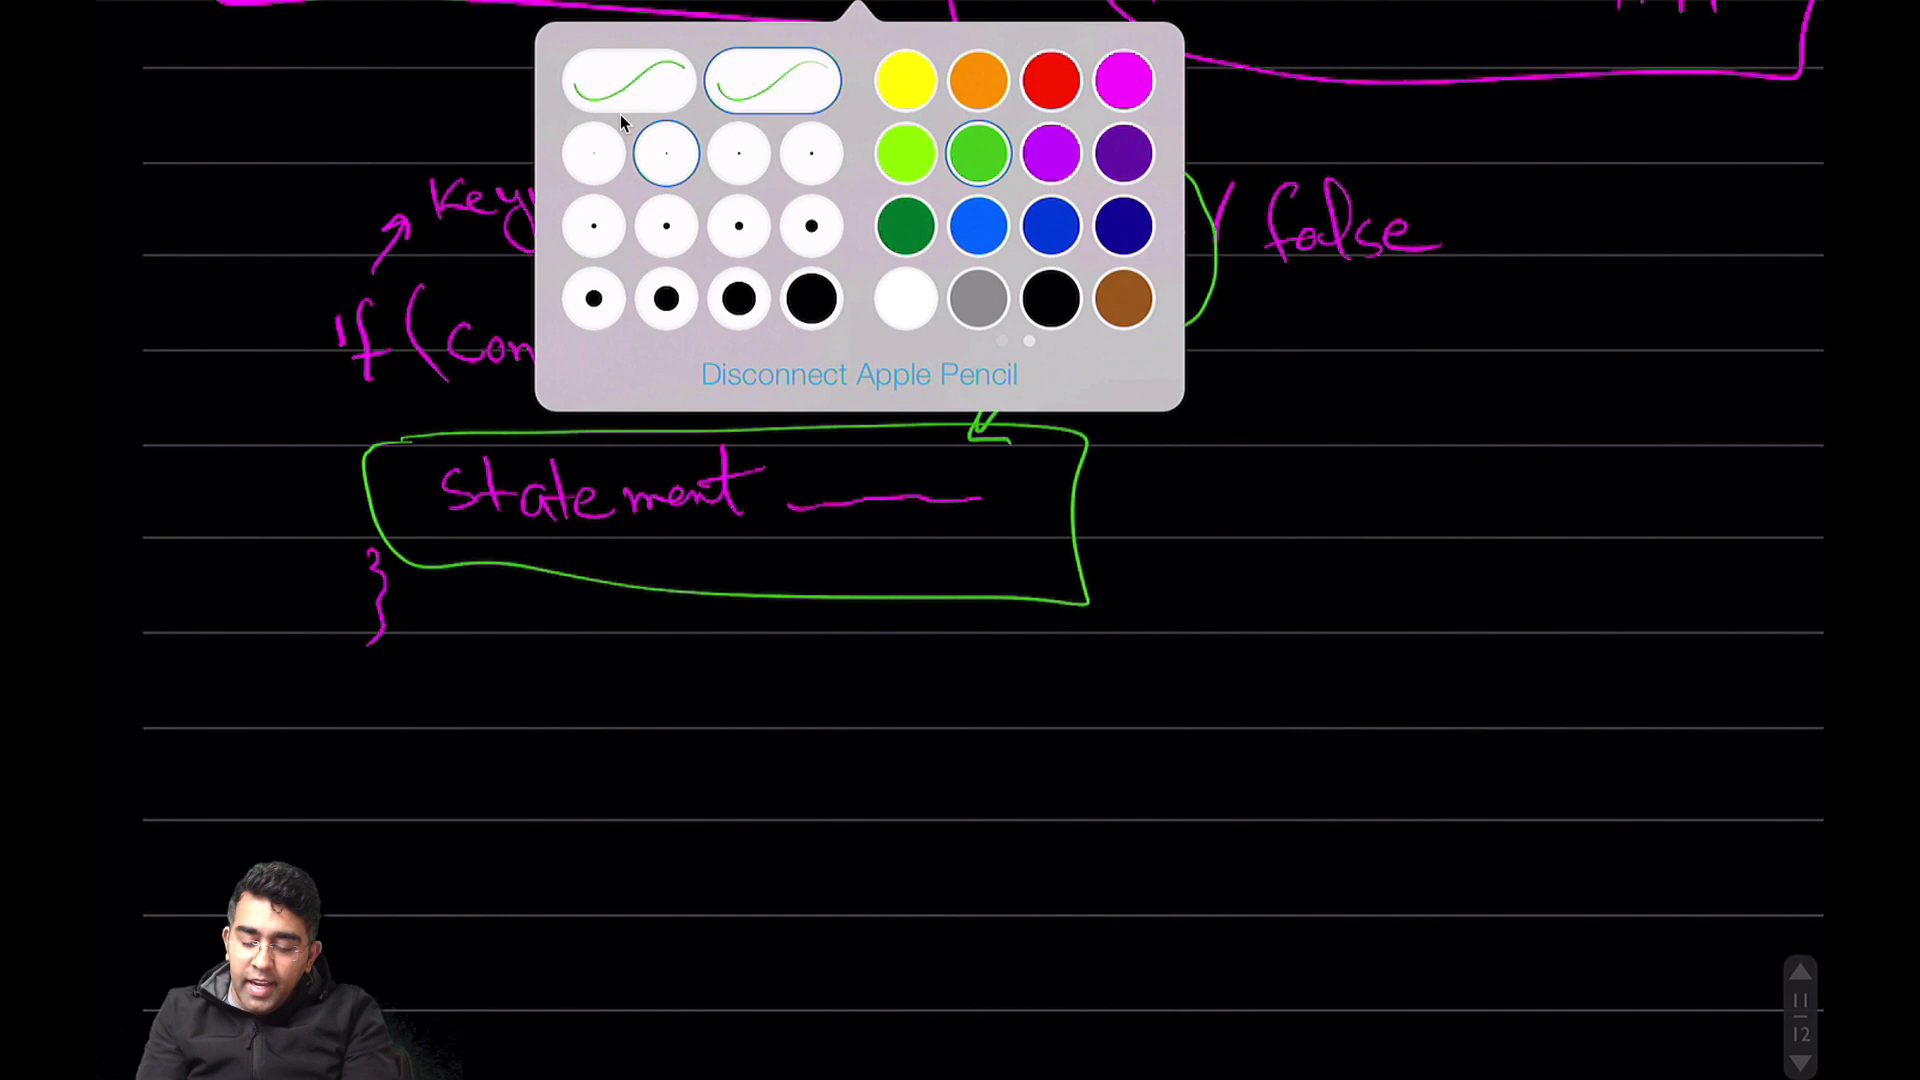 Disconnect Apple Pencil
Key
false
if (con
statement
}
11
12